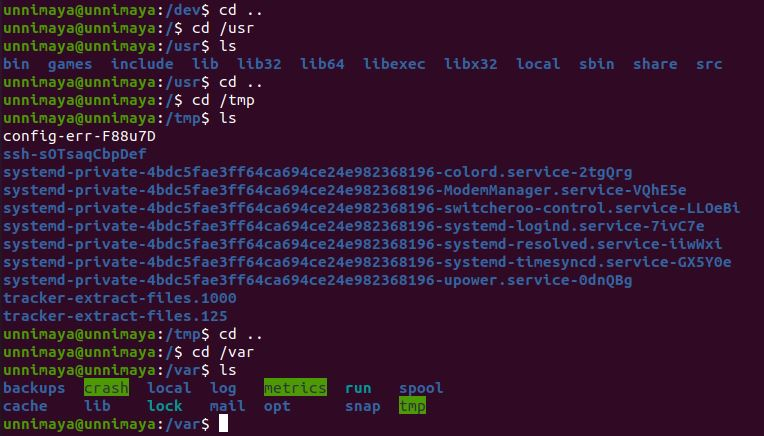 unnimaya@unnimaya:/dev$ cd ..
unnimaya@unnimaya:/$ cd /usr
unnimaya@unnimaya:/usr$ ls
bin games include lib lib32 lib64 libexec libx32 local sbin share src
unnimaya@unnimaya:/usr$ cd ..
unnimaya@unnimaya:/$ cd /tmp
unnimaya@unnimaya:/tmp$ ls
config-err-F88u7D
ssh-sOTsaqCbpDef
systemd-private-4bdc5fae3ff64ca694ce24e982368196-colord.service-2tgQrg
systemd-private-4bdc5fae3ff64ca694ce24e982368196-ModemManager.service-VQhE5e
systemd-private-4bdc5fae3ff64ca694ce24e982368196-switcheroo-control.service-LLOeBi
systemd-private-4bdc5fae3ff64ca694ce24e982368196-systemd-logind.service-7ivC7e
systemd-private-4bdc5fae3ff64ca694ce24e982368196-systemd-resolved.service-iiwWxi
systemd-private-4bdc5fae3ff64ca694ce24e982368196-systemd-timesyncd.service-GX5Y0e
systemd-private-4bdc5fae3ff64ca694ce24e982368196-upower.service-0dnQBg
tracker-extract-files.1000
tracker-extract-files.125
unnimaya@unnimaya:/tmp$ cd ..
unnimaya@unnimaya:/$ cd /var
unnimaya@unnimaya:/var$ ls
backups crash local log metrics run spool
cache lib lock mail opt snap tmp
unnimaya@unnimaya:/var$